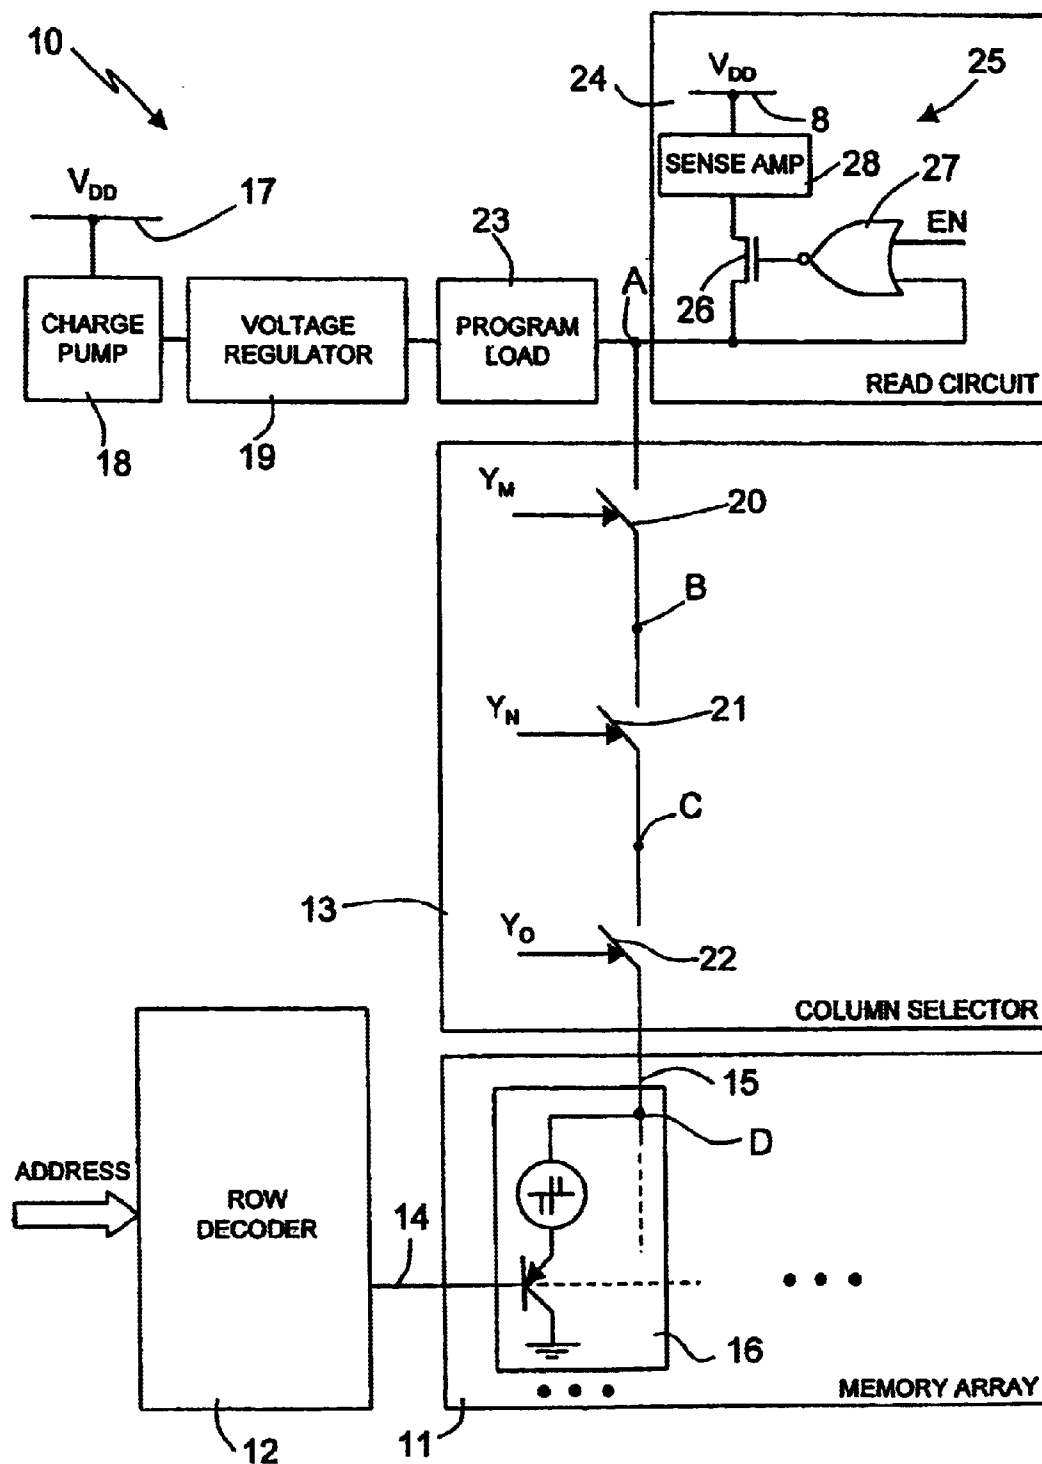 10
V_DD
17
CHARGE
PUMP
18
VOLTAGE
REGULATOR
19
23
PROGRAM
LOAD
A
24
V_DD
8
25
SENSE AMP
28
27
EN
26
READ CIRCUIT
Y_M
20
B
Y_N
21
C
13
Y_O
22
COLUMN SELECTOR
15
D
ADDRESS
ROW
DECODER
14
16
12
11
MEMORY ARRAY